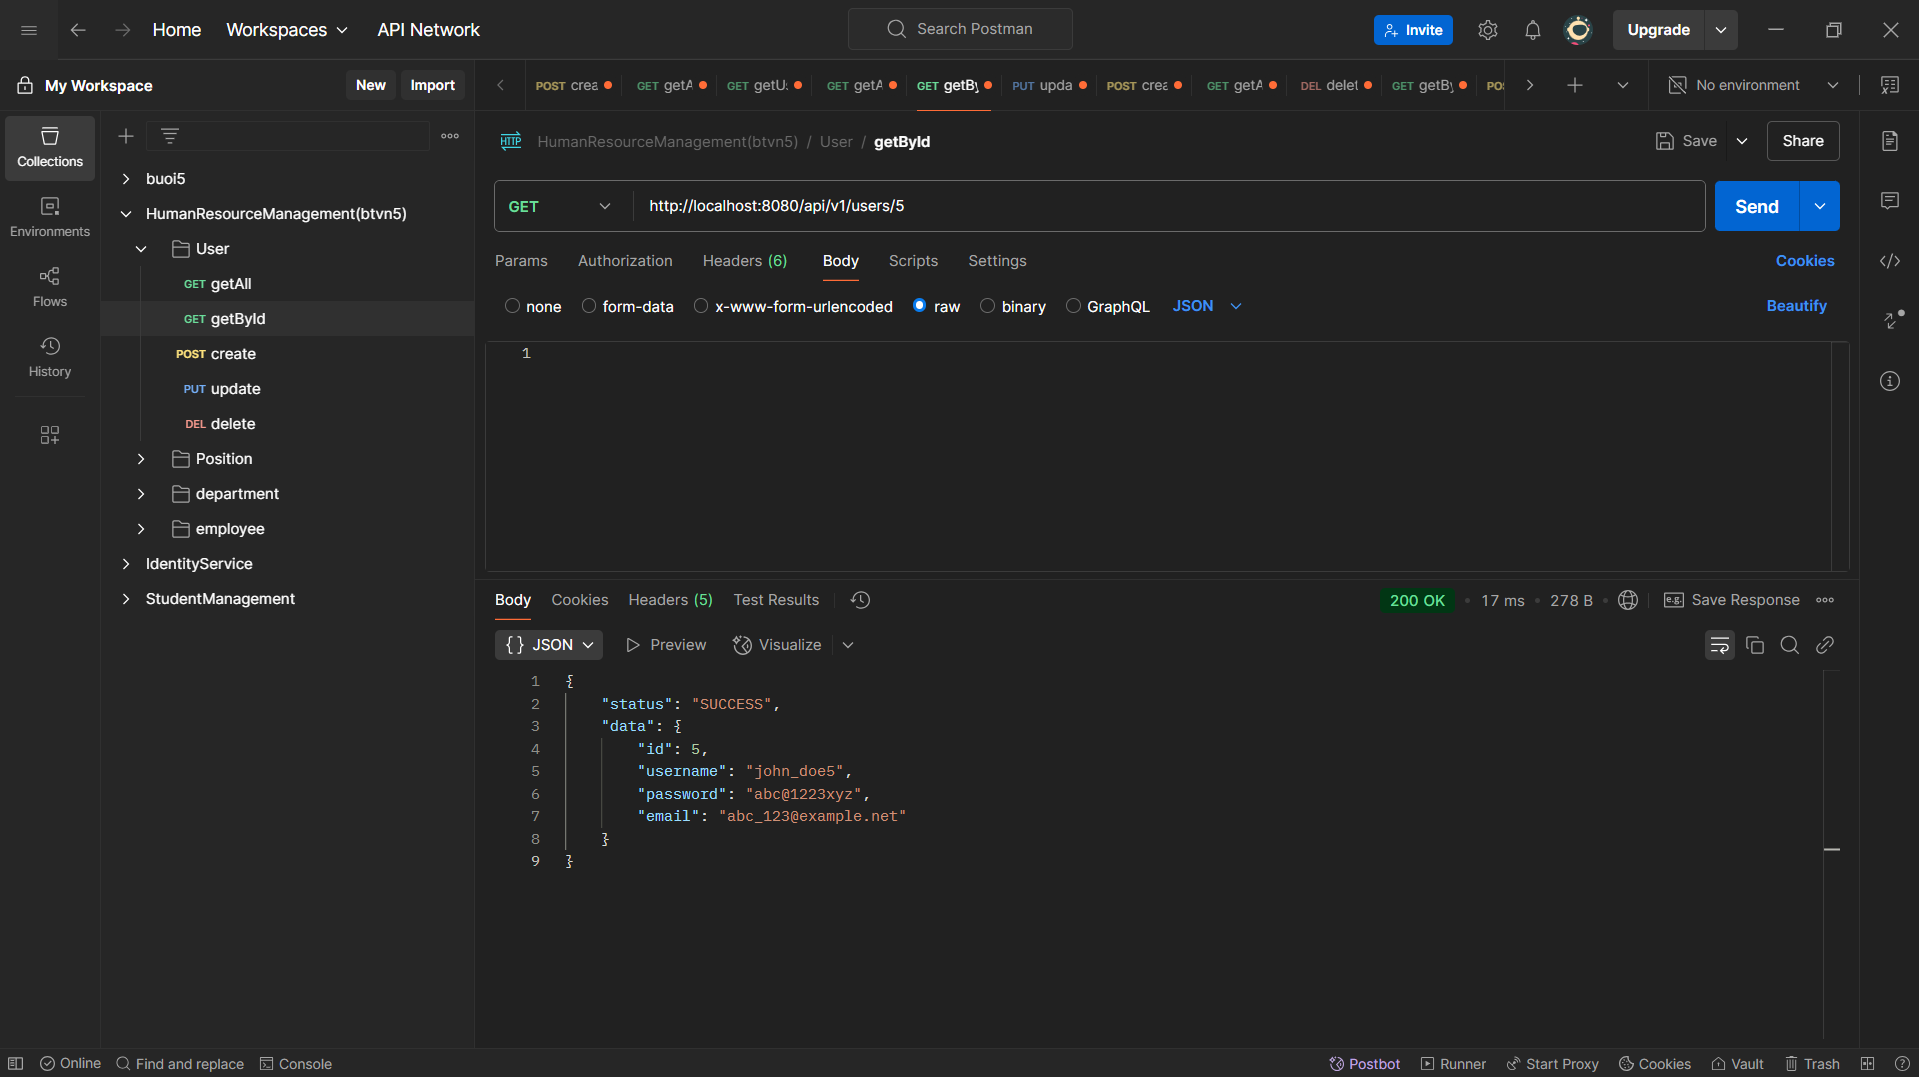 Home Workspaces API Network Search Postman Invite Upgrade
My Workspace New Import
POST crea GET getA GET getU GET getA GET getBy PUT upda POST crea GET getA DEL delet GET getBy PO No environment
Collections
Environments
Flows
History
buoi5
HumanResourceManagement(btvn5)
User
GET getAll
GET getById
POST create
PUT update
DEL delete
Position
department
employee
IdentityService
StudentManagement
HTTP HumanResourceManagement(btvn5) / User / getById Save Share
GET http://localhost:8080/api/v1/users/5 Send
Params Authorization Headers (6) Body Scripts Settings Cookies
none form-data x-www-form-urlencoded raw binary GraphQL JSON Beautify
1
Body Cookies Headers (5) Test Results 200 OK • 17 ms • 278 B • e.g. Save Response
{} JSON Preview Visualize
1 {
2 "status": "SUCCESS",
3 "data": {
4 "id": 5,
5 "username": "john_doe5",
6 "password": "abc@1223xyz",
7 "email": "abc_123@example.net"
8 }
9 }
Online Find and replace Console Postbot Runner Start Proxy Cookies Vault Trash